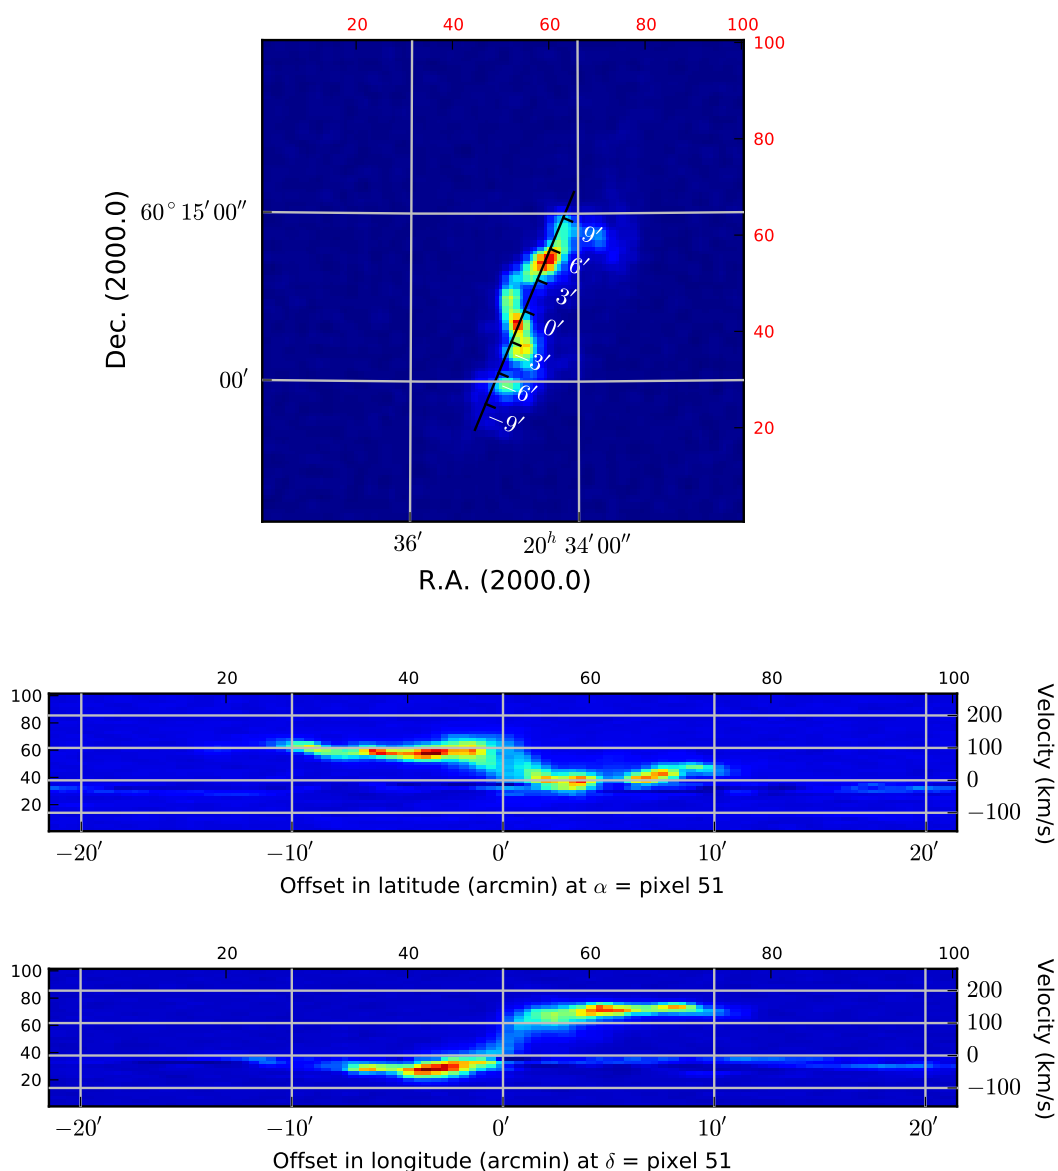 20 40 60 80 100
100
80
60° 15′ 00″
60
9′
6′
3′
0′
−3′
−6′
−9′
40
00′
20
Dec. (2000.0)
36′ 20ʰ 34′ 00″
R.A. (2000.0)
20 40 60 80 100
100
80
60
40
20
200
100
0
−100
Velocity (km/s)
−20′ −10′ 0′ 10′ 20′
Offset in latitude (arcmin) at α = pixel 51
20 40 60 80 100
100
80
60
40
20
200
100
0
−100
Velocity (km/s)
−20′ −10′ 0′ 10′ 20′
Offset in longitude (arcmin) at δ = pixel 51